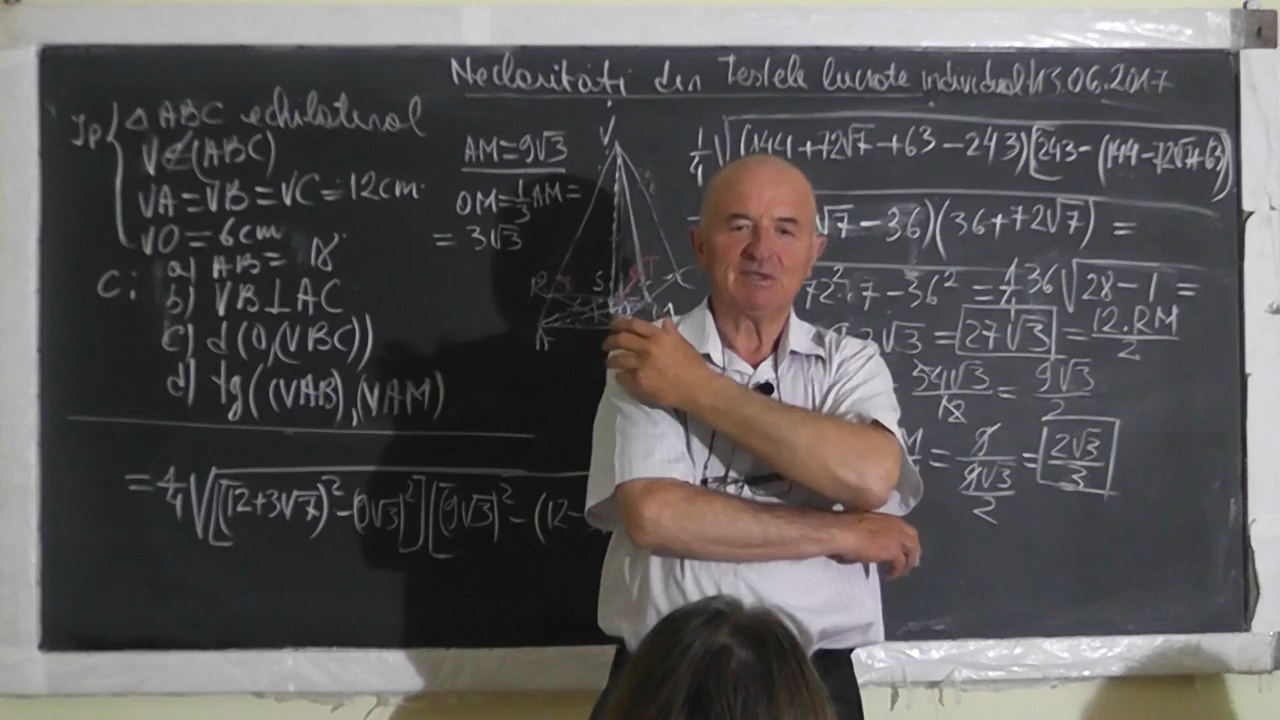 Neclarități din Testele lucrate individual 13.06.2017
Ip { △ ABC echilateral
V∉(ABC)
VA=VB=VC=12cm
VO=6cm
C: a) AB= 18
b) VB⊥AC
c) d(O,(VBC))
d) tg((VAB),(VAM)
AM=9√3
OM=1/3 AM=
= 3√3
V
R
S
T
C
A
M
1/4 √(144+72√7+63-243)[243-(144-72√7+63)
√7-36)(36+72√7) =
72²·7-36² = 1/4 36√28-1 =
2√3 = 27√3 = 12·RM/2
54√3/12 = 9√3/2
M = 9/(9√3/2) = 2√3/3
= 1/4 √[(12+3√7)²-(9√3)²][(9√3)²-(12-